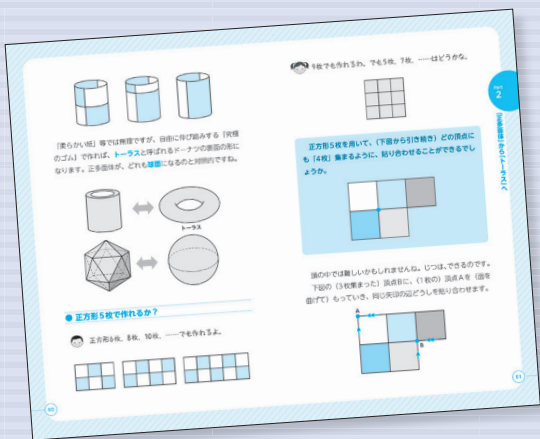 「柔らかい紙」等では無理ですが、自由に伸び縮みする「究極
のゴム」で作れば、トーラスと呼ばれるドーナツの表面の形に
なります。正多面体が、どれも球面になるのと対照的ですね。
トーラス
● 正方形5枚で作れるか？
正方形6枚、8枚、10枚、……でも作れるよ。
60
9枚でも作れるわ。でも5枚、7枚、……はどうかな。
正方形5枚を用いて、（下図から引き続き）どの頂点に
も「4枚」集まるように、貼り合わせることができるでし
ょうか。
頭の中では難しいかもしれませんね。じつは、できるのです。
下図の（3枚集まった）頂点Bに、（1枚の）頂点Aを（面を
曲げて）もっていき、同じ矢印の辺どうしを貼り合わせます。
A
B
PART
2
「正多面体」から「トーラス」へ
61